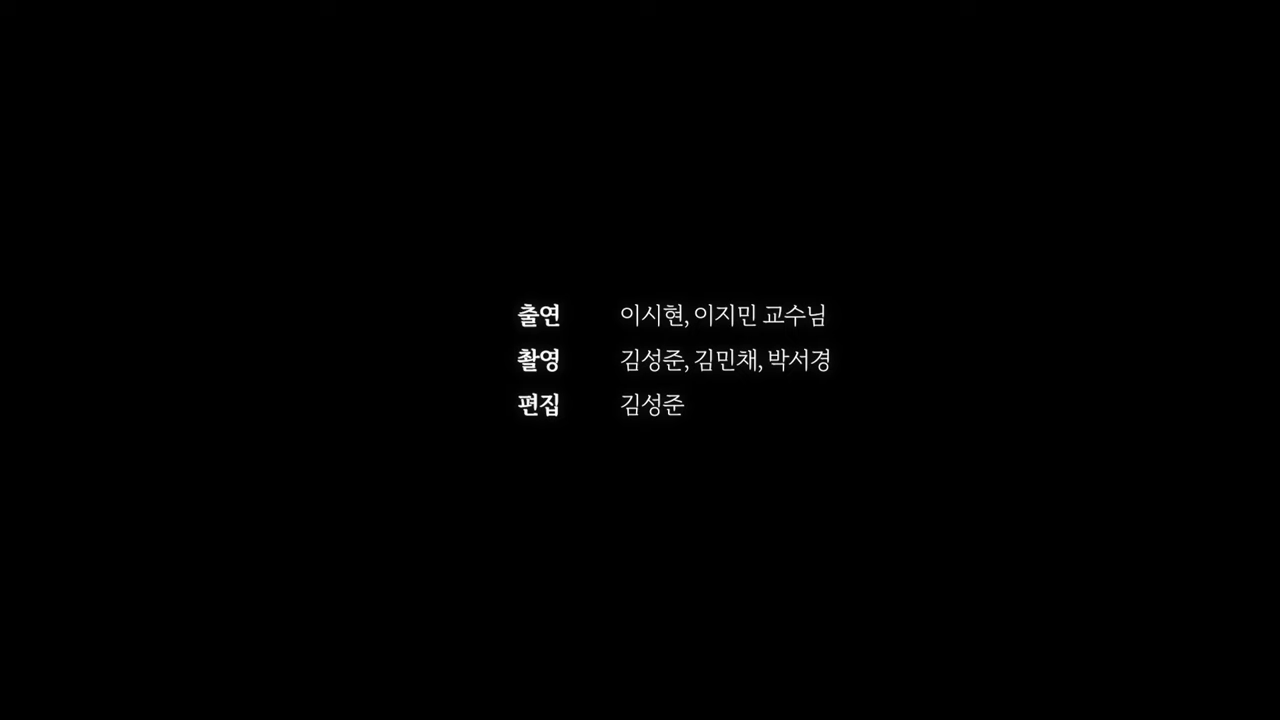 출연 이시현, 이지민 교수님
촬영 김성준, 김민채, 박서경
편집 김성준